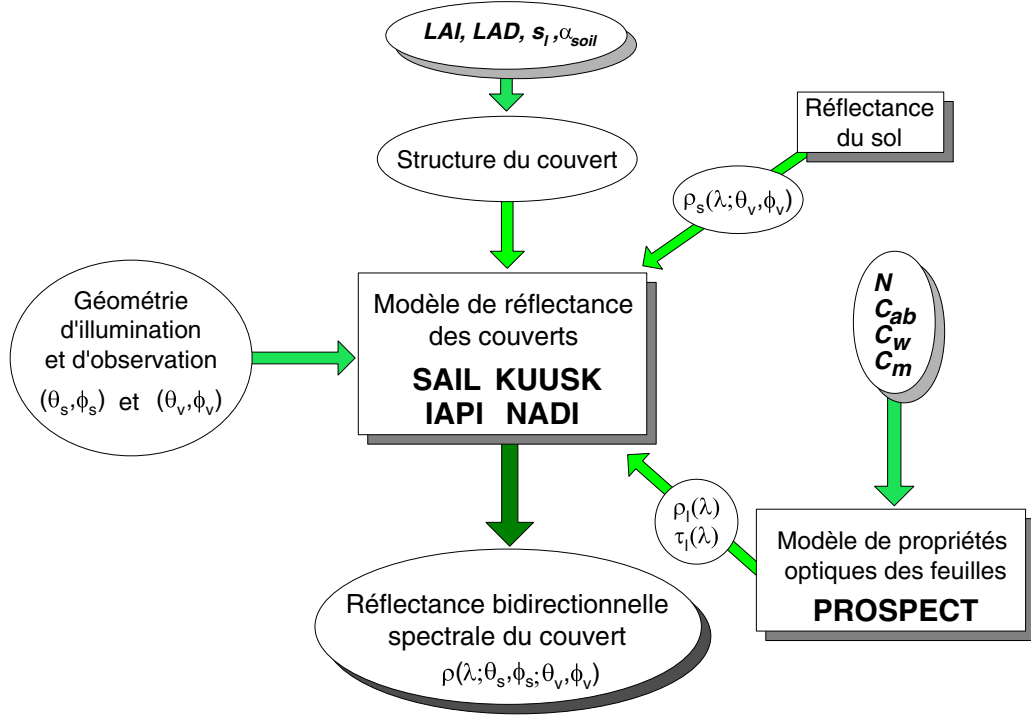 LAI, LAD, s_l ,α_soil
Structure du couvert
Réflectance
du sol
ρ_s(λ;θ_v,ϕ_v)
Géométrie
d'illumination
et d'observation
(θ_s,ϕ_s) et (θ_v,ϕ_v)
Modèle de réflectance
des couverts
SAIL KUUSK
IAPI NADI
N
C_ab
C_w
C_m
ρ_l(λ)
τ_l(λ)
Modèle de propriétés
optiques des feuilles
PROSPECT
Réflectance bidirectionnelle
spectrale du couvert
ρ(λ;θ_s,ϕ_s;θ_v,ϕ_v)